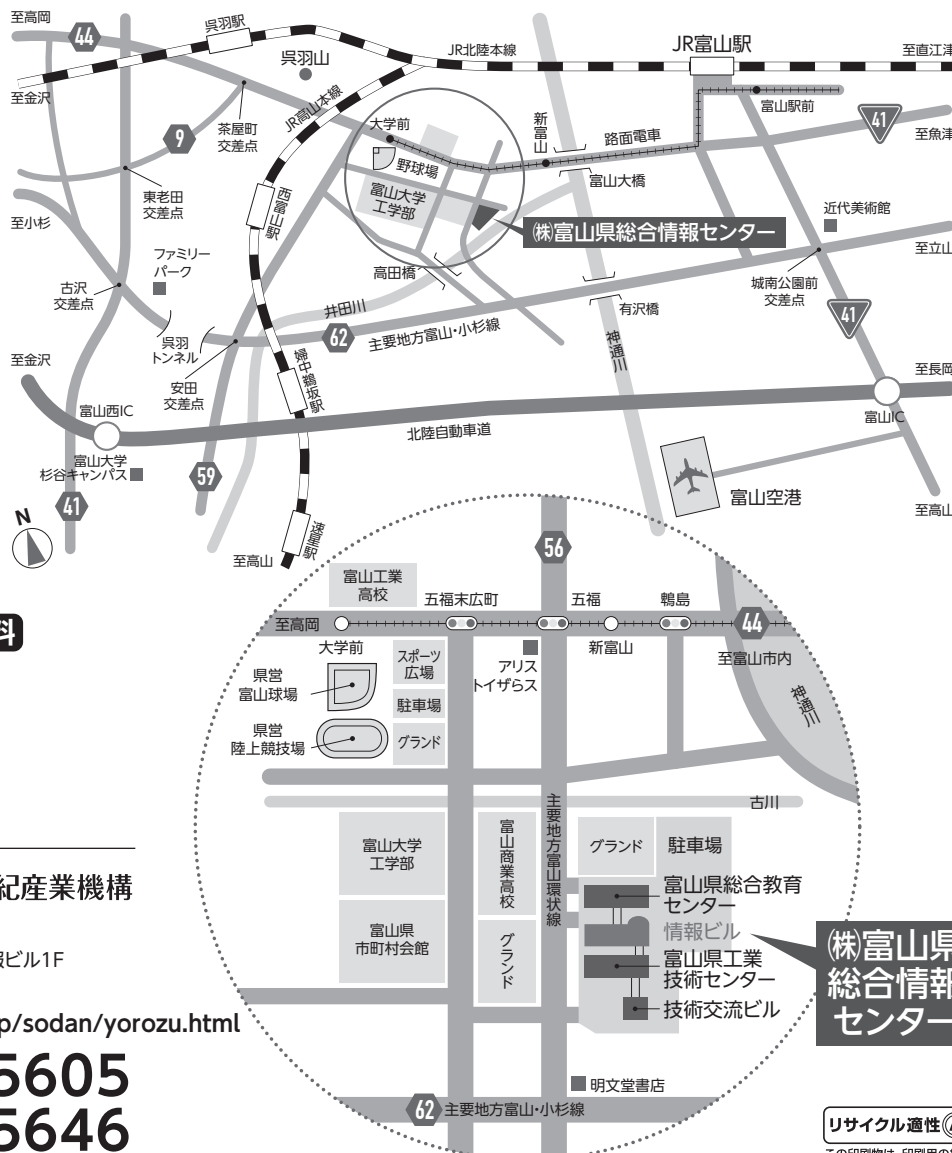 至高岡
44
呉羽駅
呉羽山
JR北陸本線
JR富山駅
至直江津
至金沢
JR高山本線
大学前
新富山
路面電車
富山駅前
41
至魚津
9
茶屋町
交差点
野球場
富山大橋
東老田
交差点
西富山駅
富山大学
工学部
㈱富山県総合情報センター
近代美術館
至小杉
ファミリー
パーク
高田橋
至立山
古沢
交差点
井田川
有沢橋
城南公園前
交差点
41
呉羽
トンネル
62
主要地方富山・小杉線
神通川
至金沢
安田
交差点
婦中鵜坂駅
至長岡
富山西IC
北陸自動車道
富山IC
富山大学
杉谷キャンパス
59
41
富山空港
N
速星駅
至高山
至高山
56
富山工業
高校
五福末広町
五福
鵯島
至高岡
44
大学前
スポーツ
広場
アリス
トイザらス
新富山
至富山市内
県営
富山球場
駐車場
神通川
県営
陸上競技場
グランド
古川
主要地方富山環状線
富山大学
工学部
富山商業高校
グランド
駐車場
富山県総合教育
センター
富山県
市町村会館
グランド
情報ビル
富山県工業
技術センター
技術交流ビル
㈱富山県
総合情報
センター
明文堂書店
62
主要地方富山・小杉線
料
紀産業機構
報ビル1F
p/sodan/yorozu.html
5605
5646
リサイクル適性